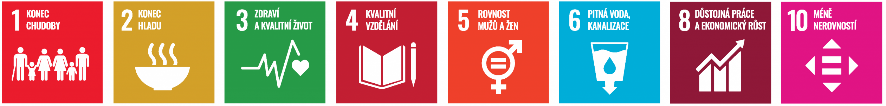 1 KONEC
CHUDOBY
2 KONEC
HLADU
3 ZDRAVÍ
A KVALITNÍ ŽIVOT
4 KVALITNÍ
VZDĚLÁNÍ
5 ROVNOST
MUŽŮ A ŽEN
6 PITNÁ VODA,
KANALIZACE
8 DŮSTOJNÁ PRÁCE
A EKONOMICKÝ RŮST
10 MÉNĚ
NEROVNOSTÍ